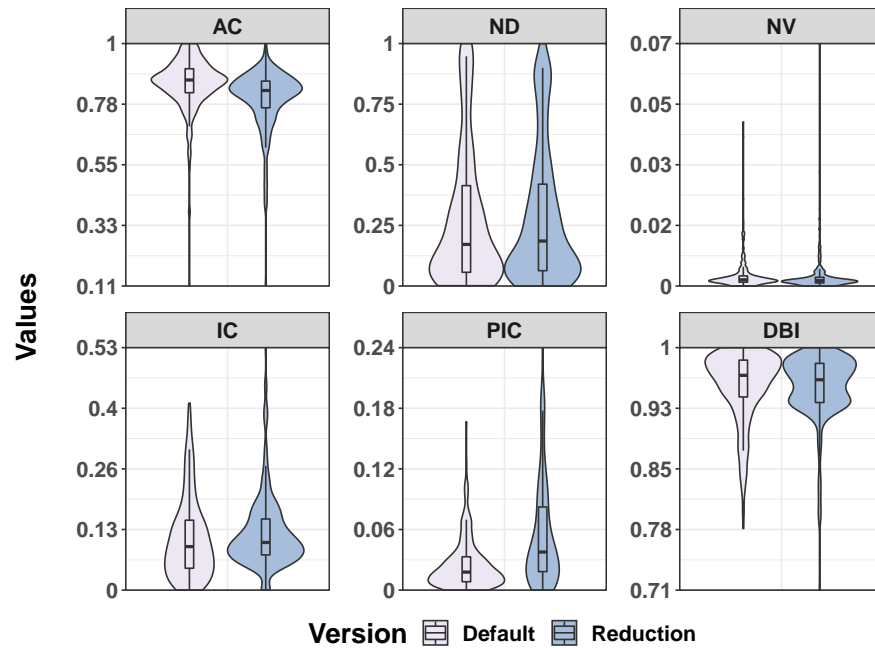 AC ND NV
1 1 0.07
0.78 0.75 0.05
0.55 0.5 0.03
0.33 0.25 0.02
0.11 0 0
Values
IC PIC DBI
0.53 0.24 1
0.4 0.18 0.93
0.26 0.12 0.85
0.13 0.06 0.78
0 0 0.71
Version Default Reduction